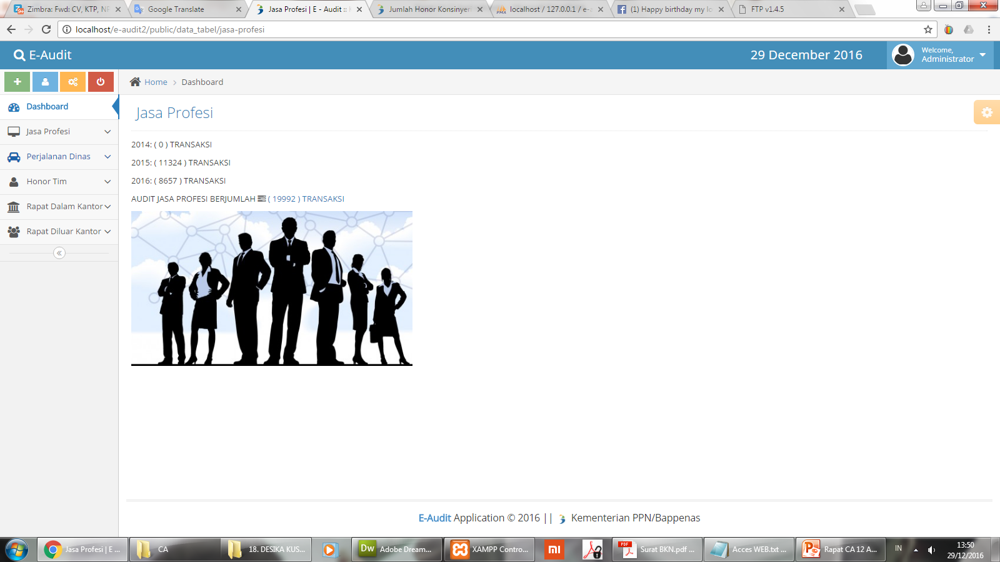 Zimbra: Fwd: CV, KTP, NP
Google Translate
Jasa Profesi | E - Audit ::
Jumlah Honor Konsinyer
localhost / 127.0.0.1 / e-a
(1) Happy birthday my lo
FTP v1.4.5
localhost/e-audit2/public/data_tabel/jasa-profesi
E-Audit
29 December 2016
Welcome,
Administrator
Home > Dashboard
Dashboard
Jasa Profesi
Perjalanan Dinas
Honor Tim
Rapat Dalam Kantor
Rapat Diluar Kantor
Jasa Profesi
2014: ( 0 ) TRANSAKSI
2015: ( 11324 ) TRANSAKSI
2016: ( 8657 ) TRANSAKSI
AUDIT JASA PROFESI BERJUMLAH ( 19992 ) TRANSAKSI
E-Audit Application © 2016 || Kementerian PPN/Bappenas
Jasa Profesi | E ...
CA
18. DESIKA KUS...
Dw
Adobe Dream...
XAMPP Contro...
mi
PDF
Surat BKN.pdf ...
Acces WEB.txt ...
Rapat CA 12 A...
IN
13:50
29/12/2016